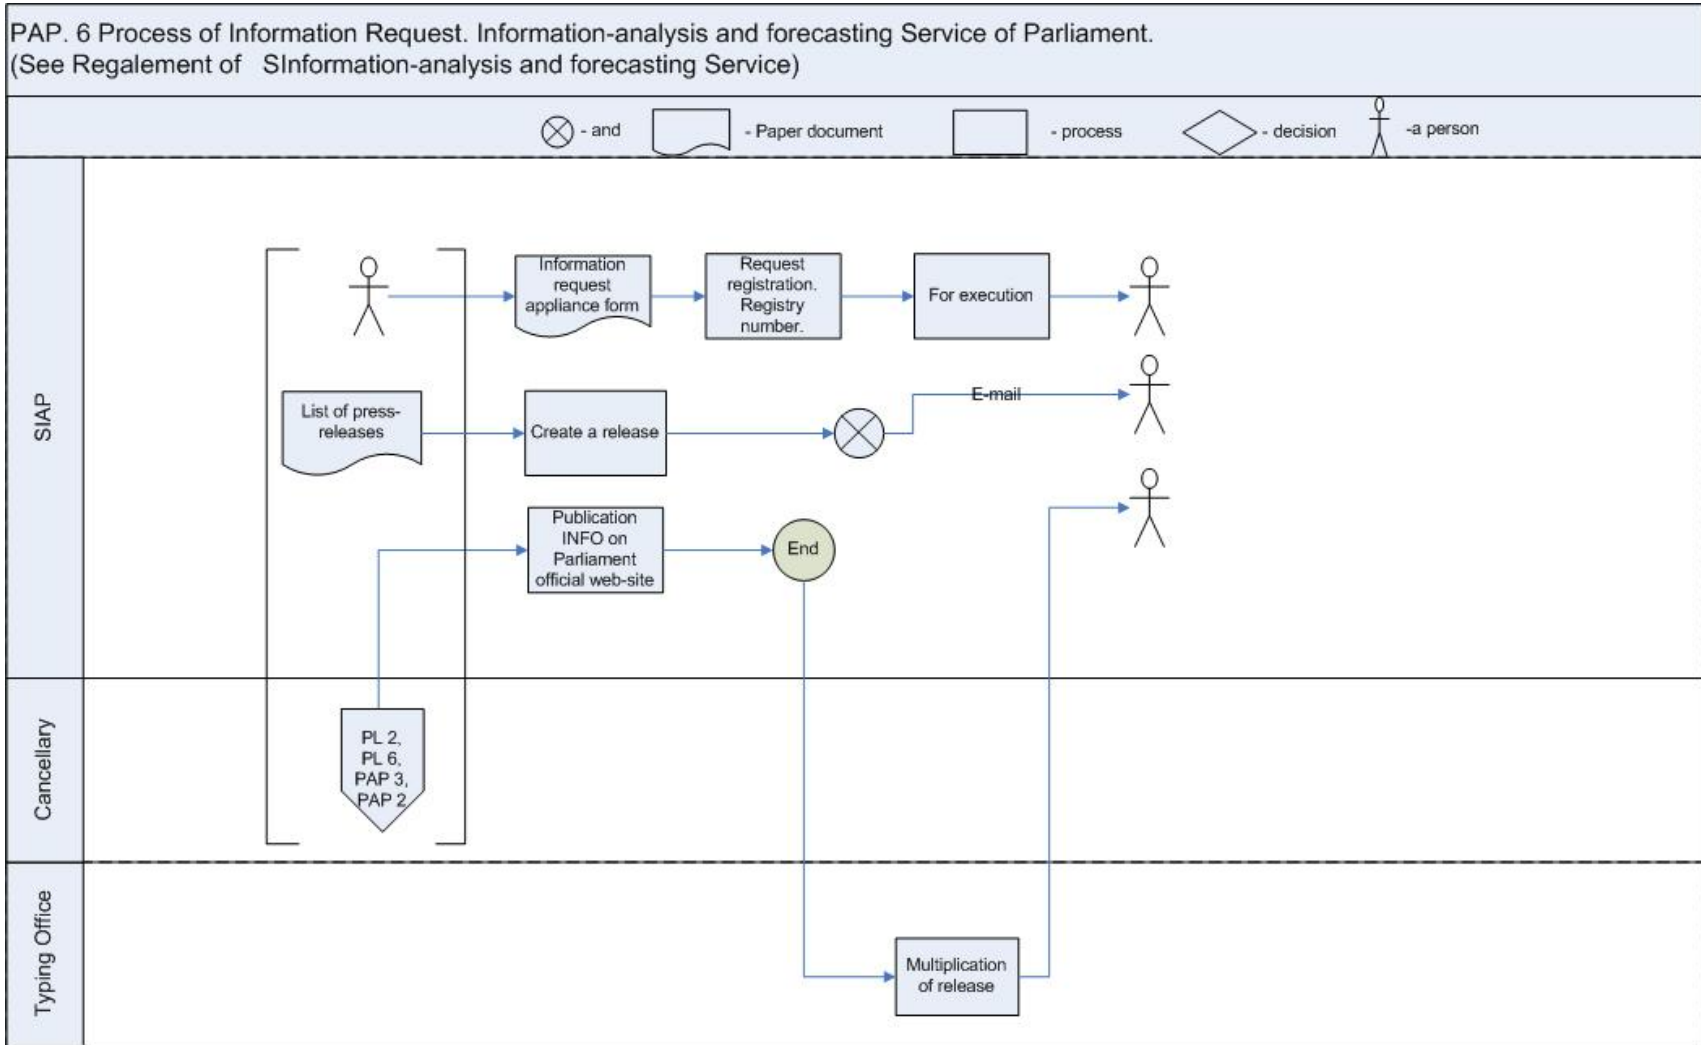 PAP. 6 Process of Information Request. Information-analysis and forecasting Service of Parliament.
(See Regalement of SInformation-analysis and forecasting Service)
- and
- Paper document
- process
- decision
-a person
SIAP
Information
request
appliance form
Request
registration.
Registry
number.
For execution
List of press-
releases
Create a release
E-mail
Publication
INFO on
Parliament
official web-site
End
Cancellary
PL 2,
PL 6,
PAP 3,
PAP 2
Typing Office
Multiplication
of release